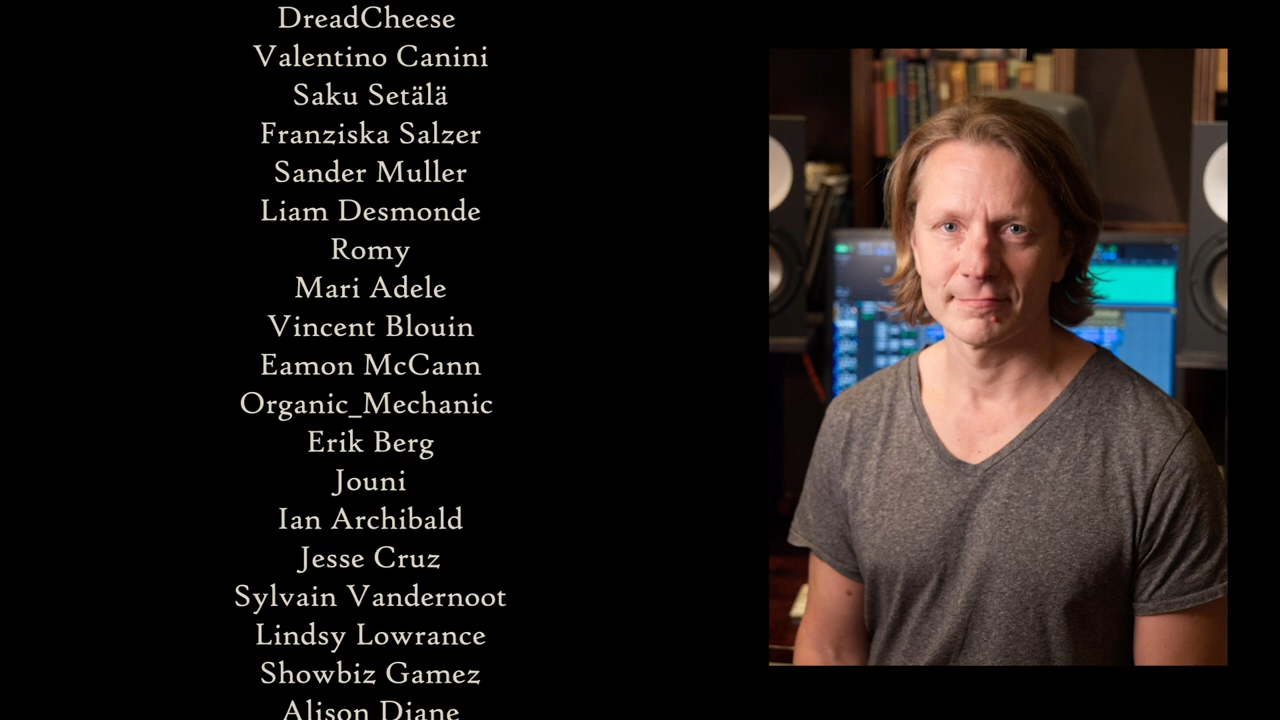 DreadCheese
Valentino Canini
Saku Setälä
Franziska Salzer
Sander Muller
Liam Desmonde
Romy
Mari Adele
Vincent Blouin
Eamon McCann
Organic_Mechanic
Erik Berg
Jouni
Ian Archibald
Jesse Cruz
Sylvain Vandernoot
Lindsy Lowrance
Showbiz Gamez
Alison Diane